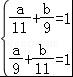 a/11 + b/9 = 1
a/9 + b/11 = 1